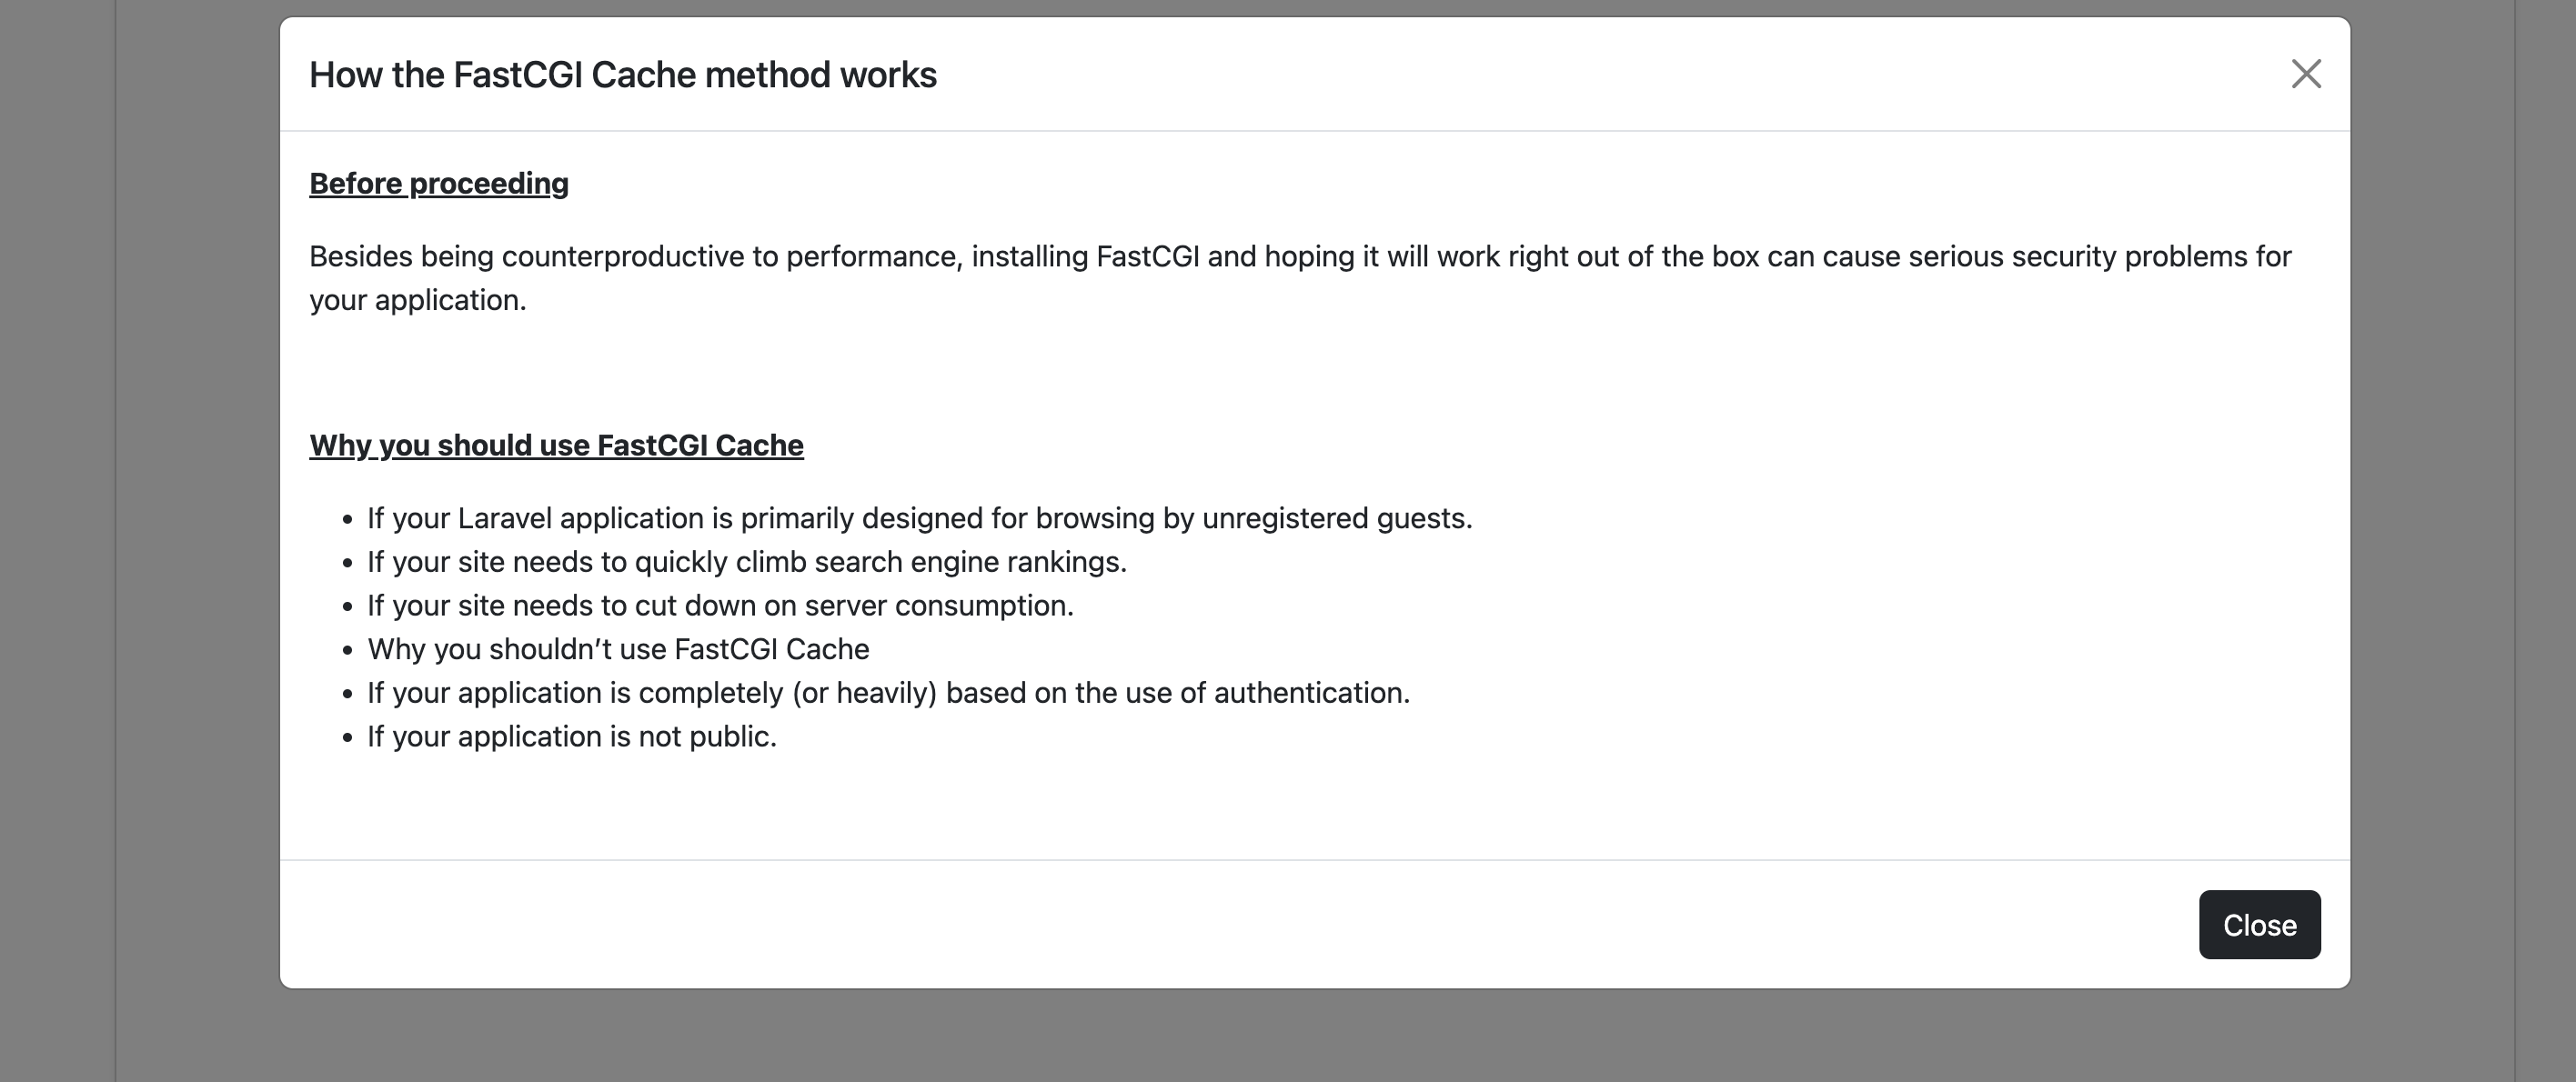 How the FastCGI Cache method works
Before proceeding
Besides being counterproductive to performance, installing FastCGI and hoping it will work right out of the box can cause serious security problems for
your application.
Why you should use FastCGI Cache
• If your Laravel application is primarily designed for browsing by unregistered guests.
• If your site needs to quickly climb search engine rankings.
• If your site needs to cut down on server consumption.
• Why you shouldn’t use FastCGI Cache
• If your application is completely (or heavily) based on the use of authentication.
• If your application is not public.
Close